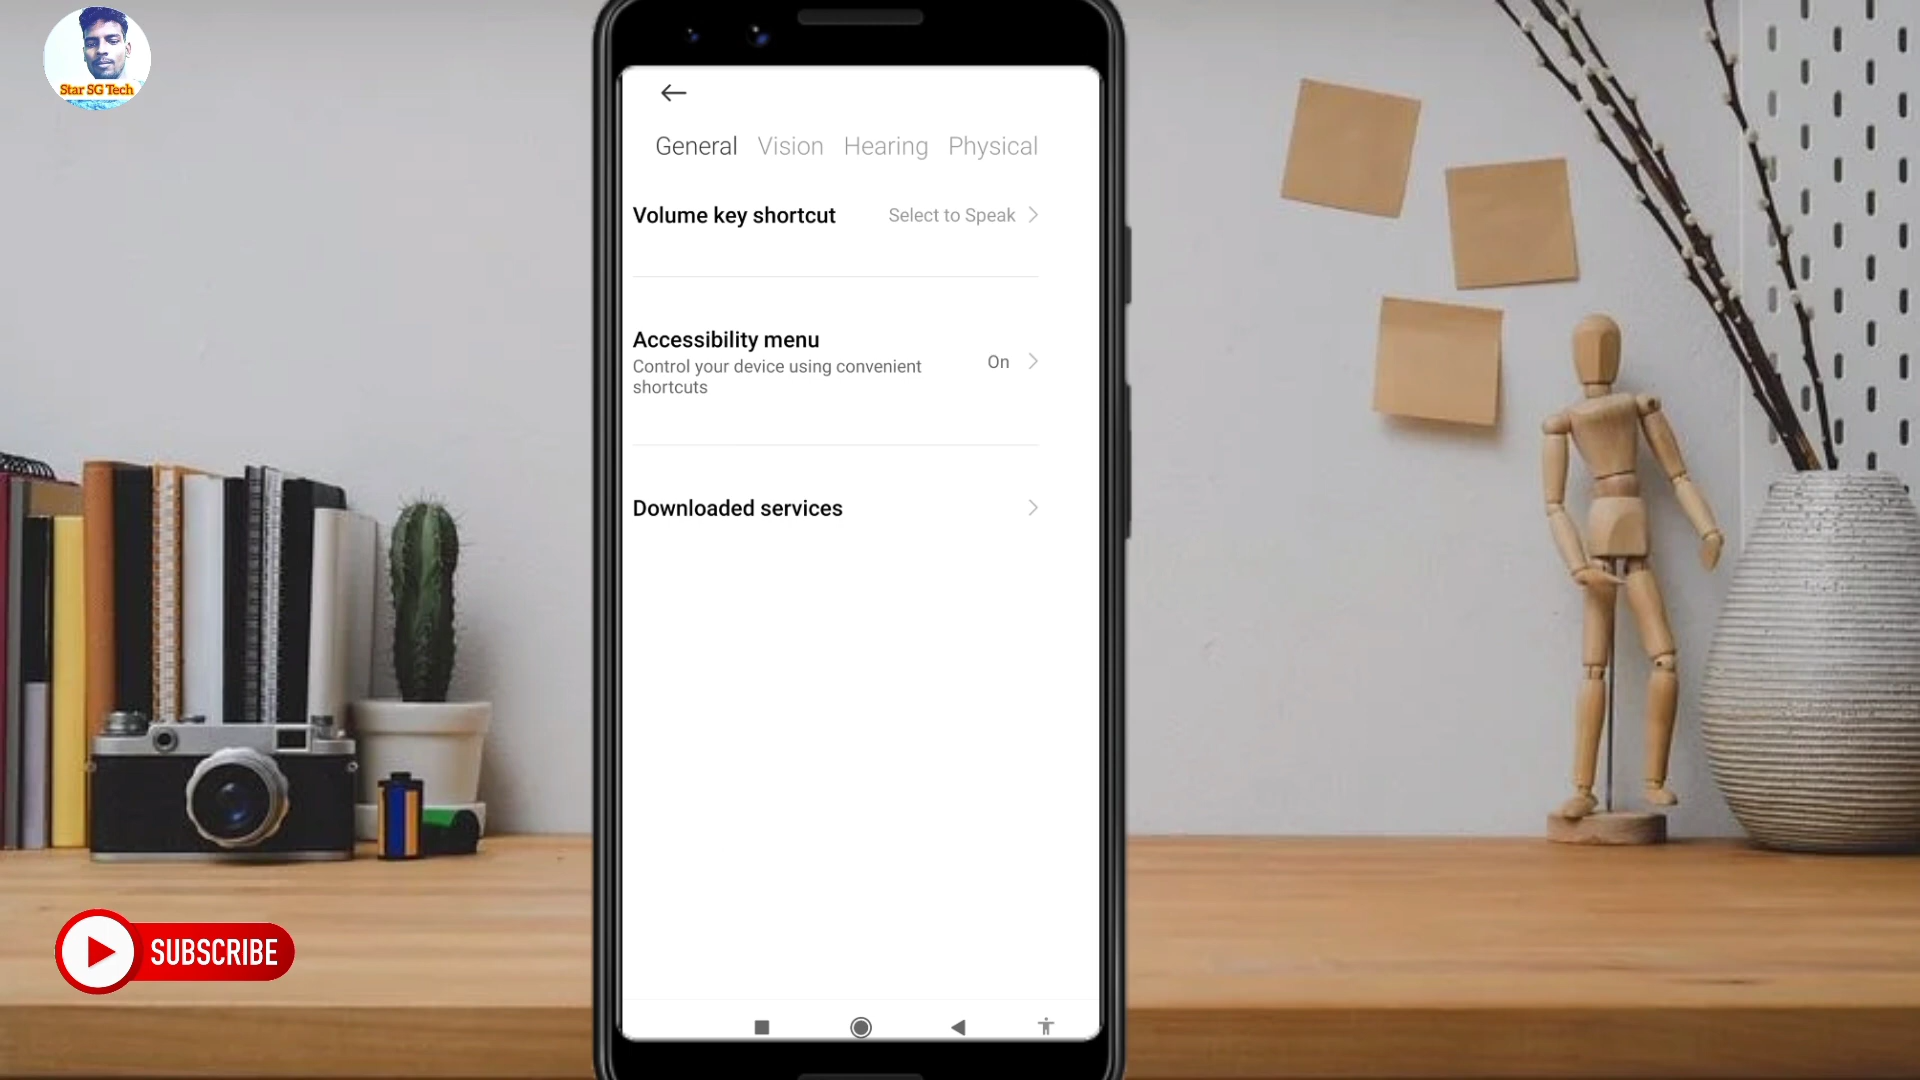 Star SG Tech
General Vision Hearing Physical
Volume key shortcut Select to Speak
Accessibility menu
Control your device using convenient
shortcuts
On
Downloaded services
SUBSCRIBE